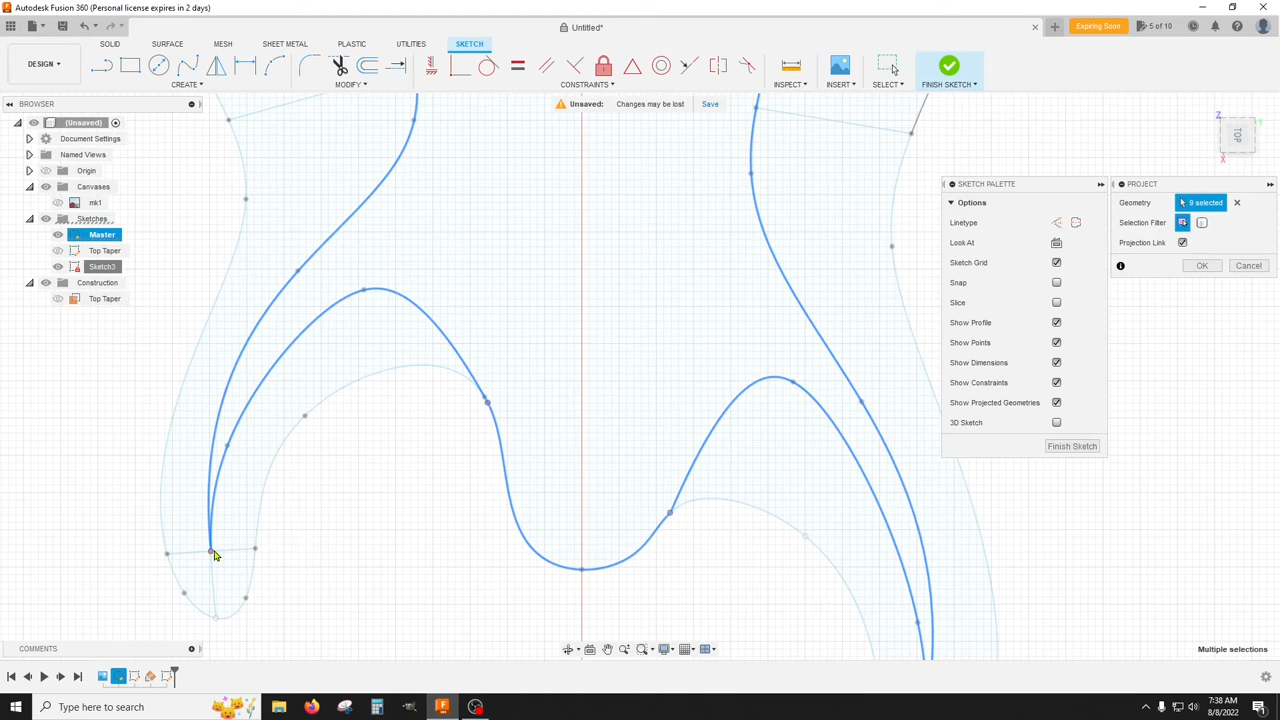 Autodesk Fusion 360 (Personal license expires in 2 days)
Untitled*
Expiring Soon
5 of 10
SOLID SURFACE MESH SHEET METAL PLASTIC UTILITIES SKETCH
DESIGN
CREATE MODIFY CONSTRAINTS INSPECT INSERT SELECT FINISH SKETCH
BROWSER
Unsaved: Changes may be lost Save
(Unsaved)
Document Settings
Named Views
Origin
Canvases
mk1
Sketches
Master
Top Taper
Sketch3
Construction
Top Taper
Z
Y
TOP
X
SKETCH PALETTE
Options
Linetype
Look At
Sketch Grid
Snap
Slice
Show Profile
Show Points
Show Dimensions
Show Constraints
Show Projected Geometries
3D Sketch
Finish Sketch
PROJECT
Geometry 9 selected
Selection Filter
Projection Link
OK Cancel
COMMENTS
Multiple selections
Type here to search
7:38 AM
8/8/2022
1